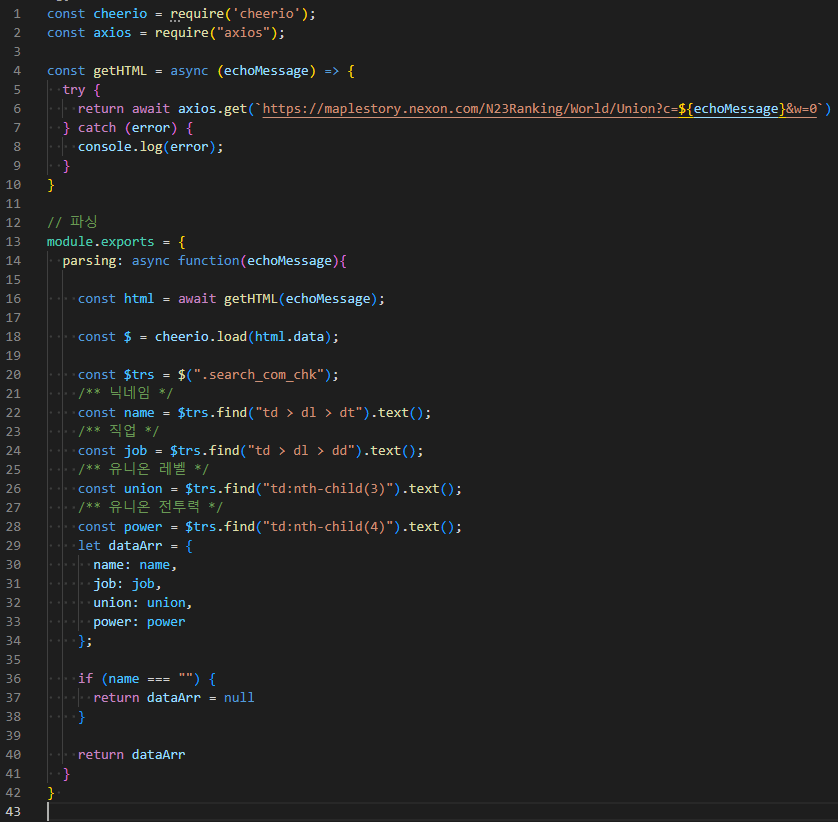 1 const cheerio = require('cheerio');
2 const axios = require("axios");
3
4 const getHTML = async (echoMessage) => {
5   try {
6     return await axios.get(`https://maplestory.nexon.com/N23Ranking/World/Union?c=${echoMessage}&w=0`)
7   } catch (error) {
8     console.log(error);
9   }
10 }
11
12 // 파싱
13 module.exports = {
14   parsing: async function(echoMessage){
15
16     const html = await getHTML(echoMessage);
17
18     const $ = cheerio.load(html.data);
19
20     const $trs = $(".search_com_chk");
21     /** 닉네임 */
22     const name = $trs.find("td > dl > dt").text();
23     /** 직업 */
24     const job = $trs.find("td > dl > dd").text();
25     /** 유니온 레벨 */
26     const union = $trs.find("td:nth-child(3)").text();
27     /** 유니온 전투력 */
28     const power = $trs.find("td:nth-child(4)").text();
29     let dataArr = {
30       name: name,
31       job: job,
32       union: union,
33       power: power
34     };
35
36     if (name === "") {
37       return dataArr = null
38     }
39
40     return dataArr
41   }
42 }
43